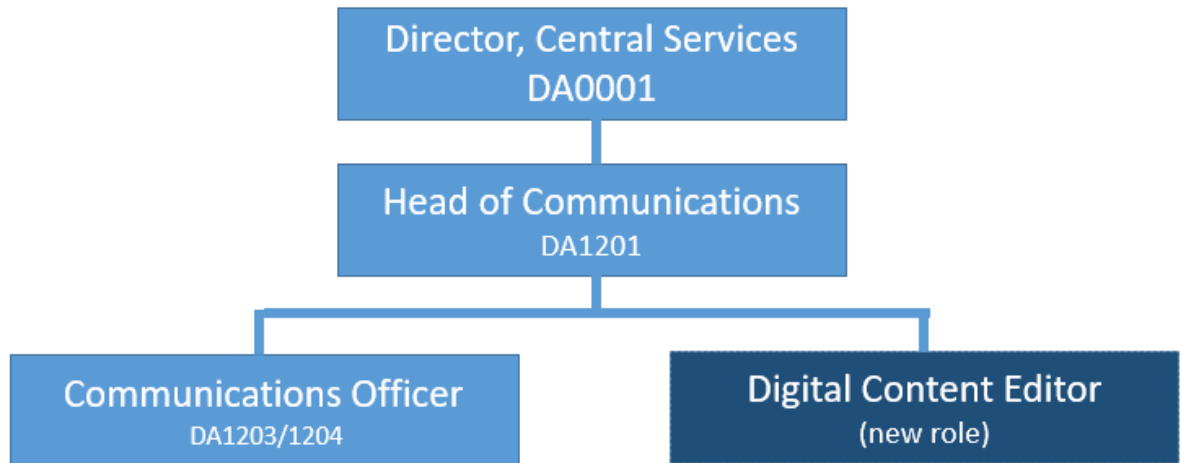 Director, Central Services
DA0001
Head of Communications
DA1201
Communications Officer
DA1203/1204
Digital Content Editor
(new role)